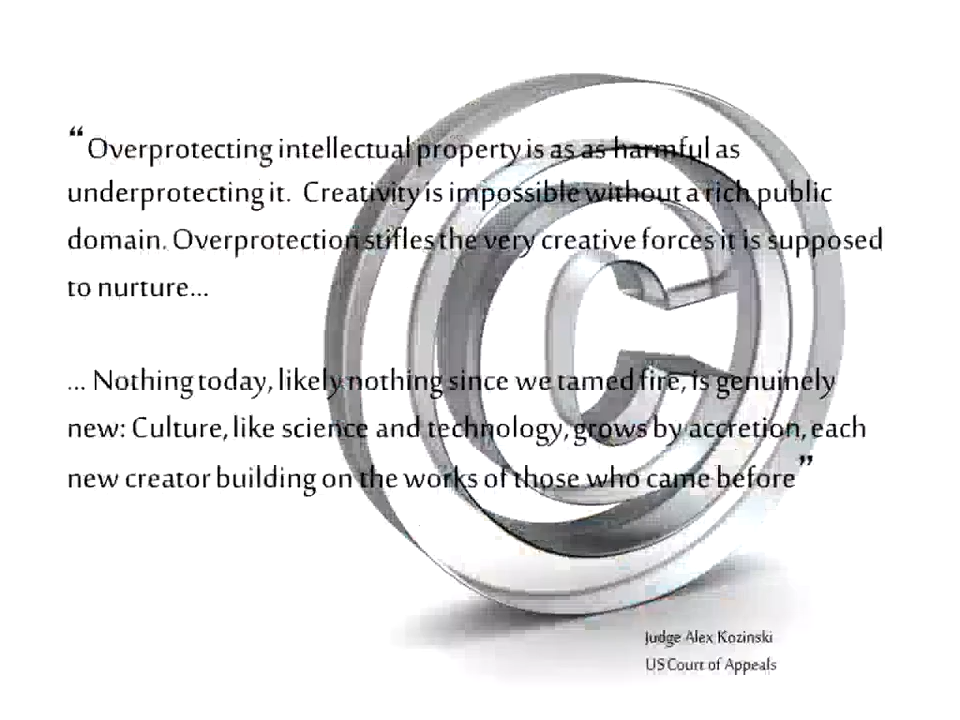 “Overprotecting intellectual property is as as harmful as
underprotecting it. Creativity is impossible without a rich public
domain. Overprotection stifles the very creative forces it is supposed
to nurture...
... Nothing today, likely nothing since we tamed fire, is genuinely
new: Culture, like science and technology, grows by accretion, each
new creator building on the works of those who came before”
Judge Alex Kozinski
US Court of Appeals